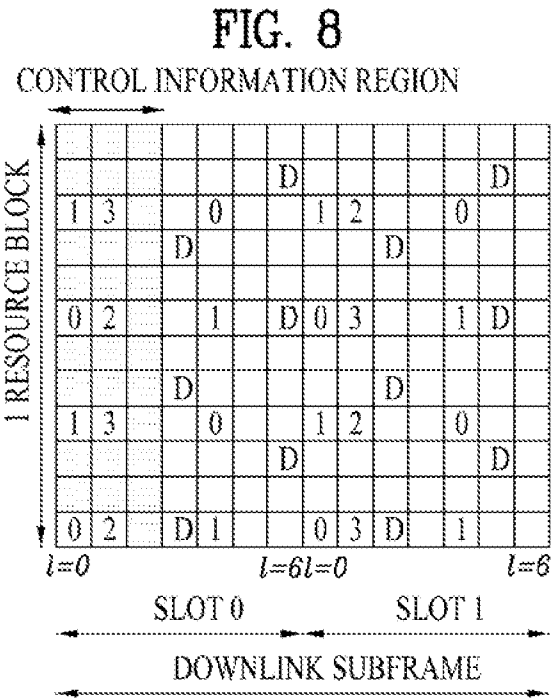 FIG. 8
CONTROL INFORMATION REGION
1 RESOURCE BLOCK
D D
1 3 0 1 2 0
D D
0 2 1 D 0 3 1 D
D D
1 3 0 1 2 0
D D
0 2 D 1 0 3 D 1
l=0 l=6 l=0 l=6
SLOT 0 SLOT 1
DOWNLINK SUBFRAME